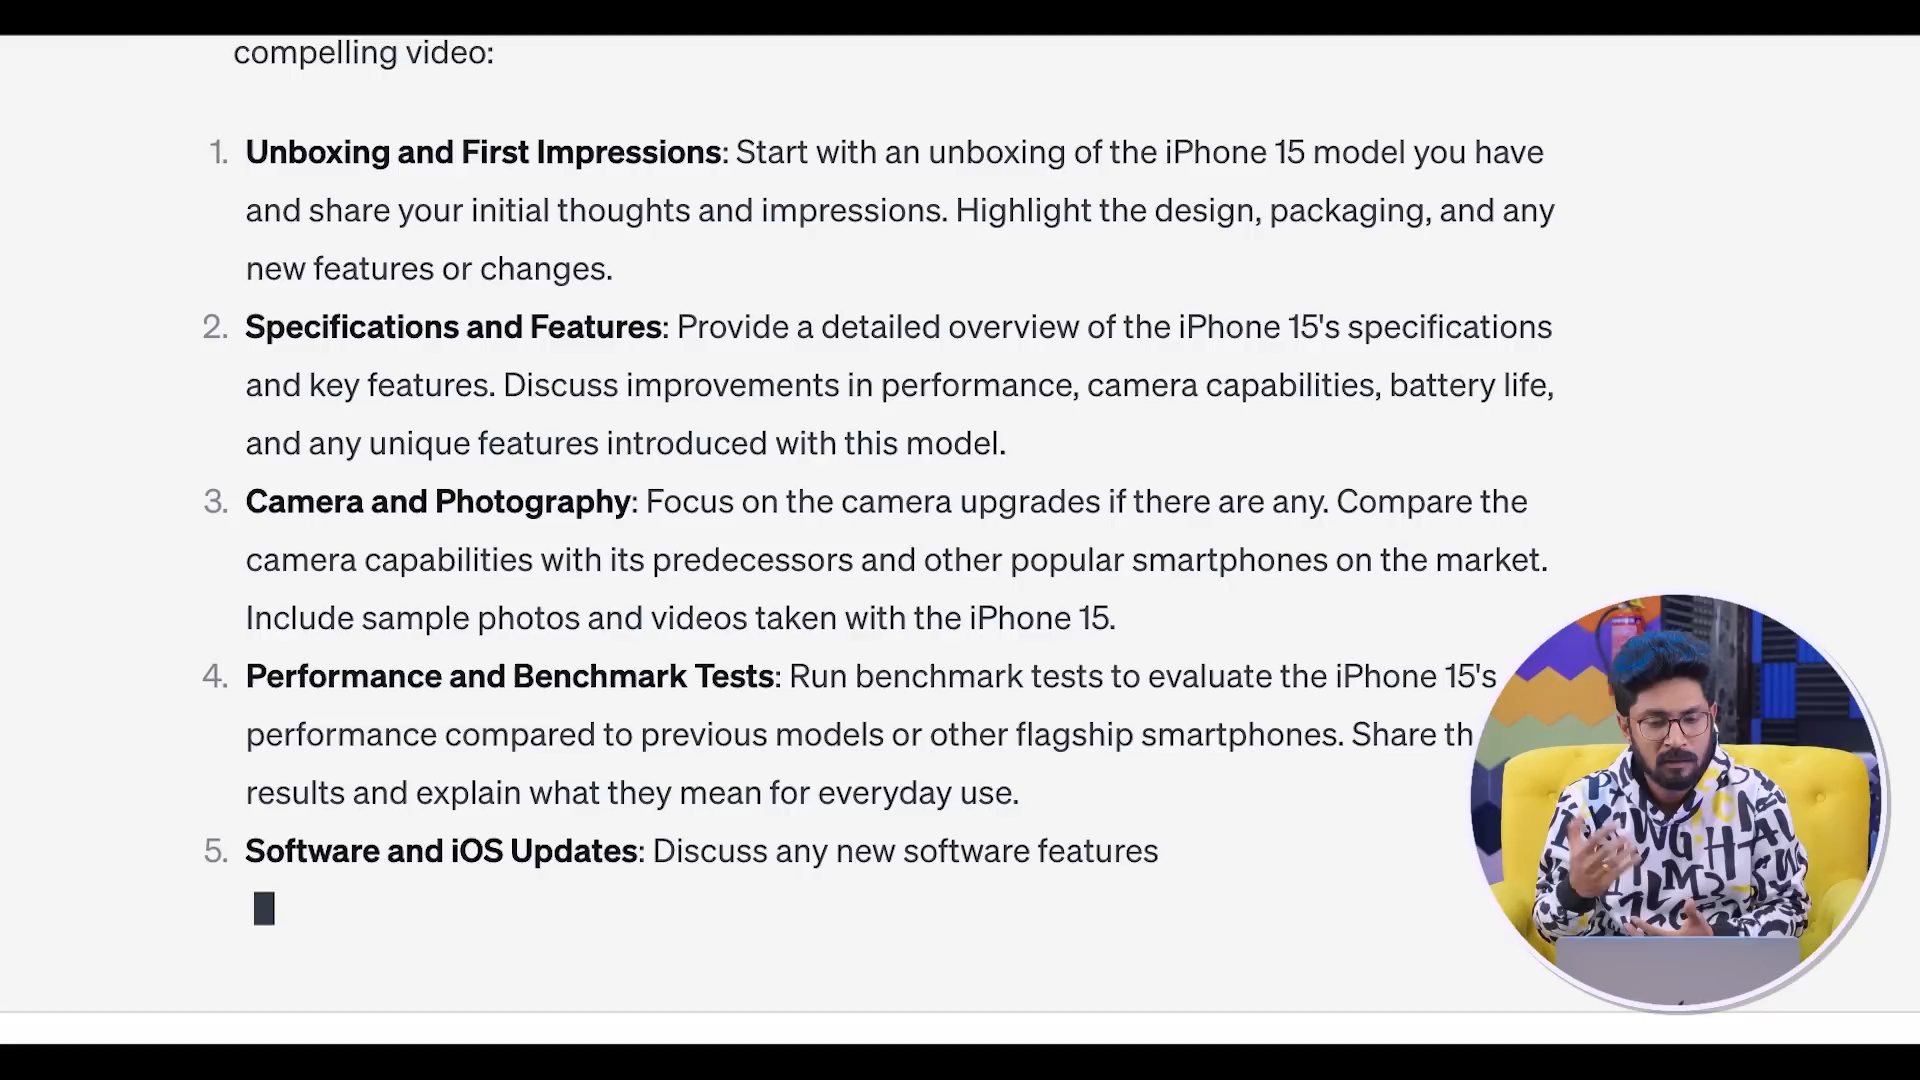 compelling video:
1. Unboxing and First Impressions: Start with an unboxing of the iPhone 15 model you have
and share your initial thoughts and impressions. Highlight the design, packaging, and any
new features or changes.
2. Specifications and Features: Provide a detailed overview of the iPhone 15's specifications
and key features. Discuss improvements in performance, camera capabilities, battery life,
and any unique features introduced with this model.
3. Camera and Photography: Focus on the camera upgrades if there are any. Compare the
camera capabilities with its predecessors and other popular smartphones on the market.
Include sample photos and videos taken with the iPhone 15.
4. Performance and Benchmark Tests: Run benchmark tests to evaluate the iPhone 15's
performance compared to previous models or other flagship smartphones. Share th
results and explain what they mean for everyday use.
5. Software and iOS Updates: Discuss any new software features